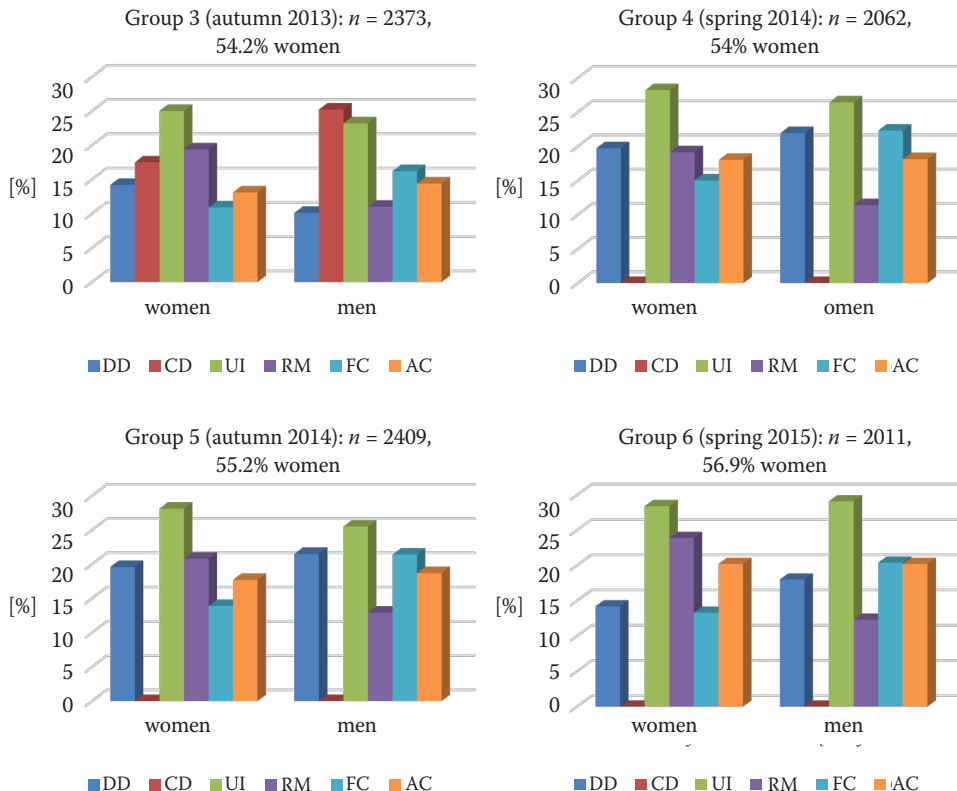 Group 3 (autumn 2013): n = 2373,
54.2% women
30
25
20
15
10
5
0
[%]
women men
DD CD UI RM FC AC
Group 4 (spring 2014): n = 2062,
54% women
30
25
20
15
10
5
0
[%]
women omen
DD CD UI RM FC AC
Group 5 (autumn 2014): n = 2409,
55.2% women
30
25
20
15
10
5
0
[%]
women men
DD CD UI RM FC AC
Group 6 (spring 2015): n = 2011,
56.9% women
30
25
20
15
10
5
0
[%]
women men
DD CD UI RM FC AC